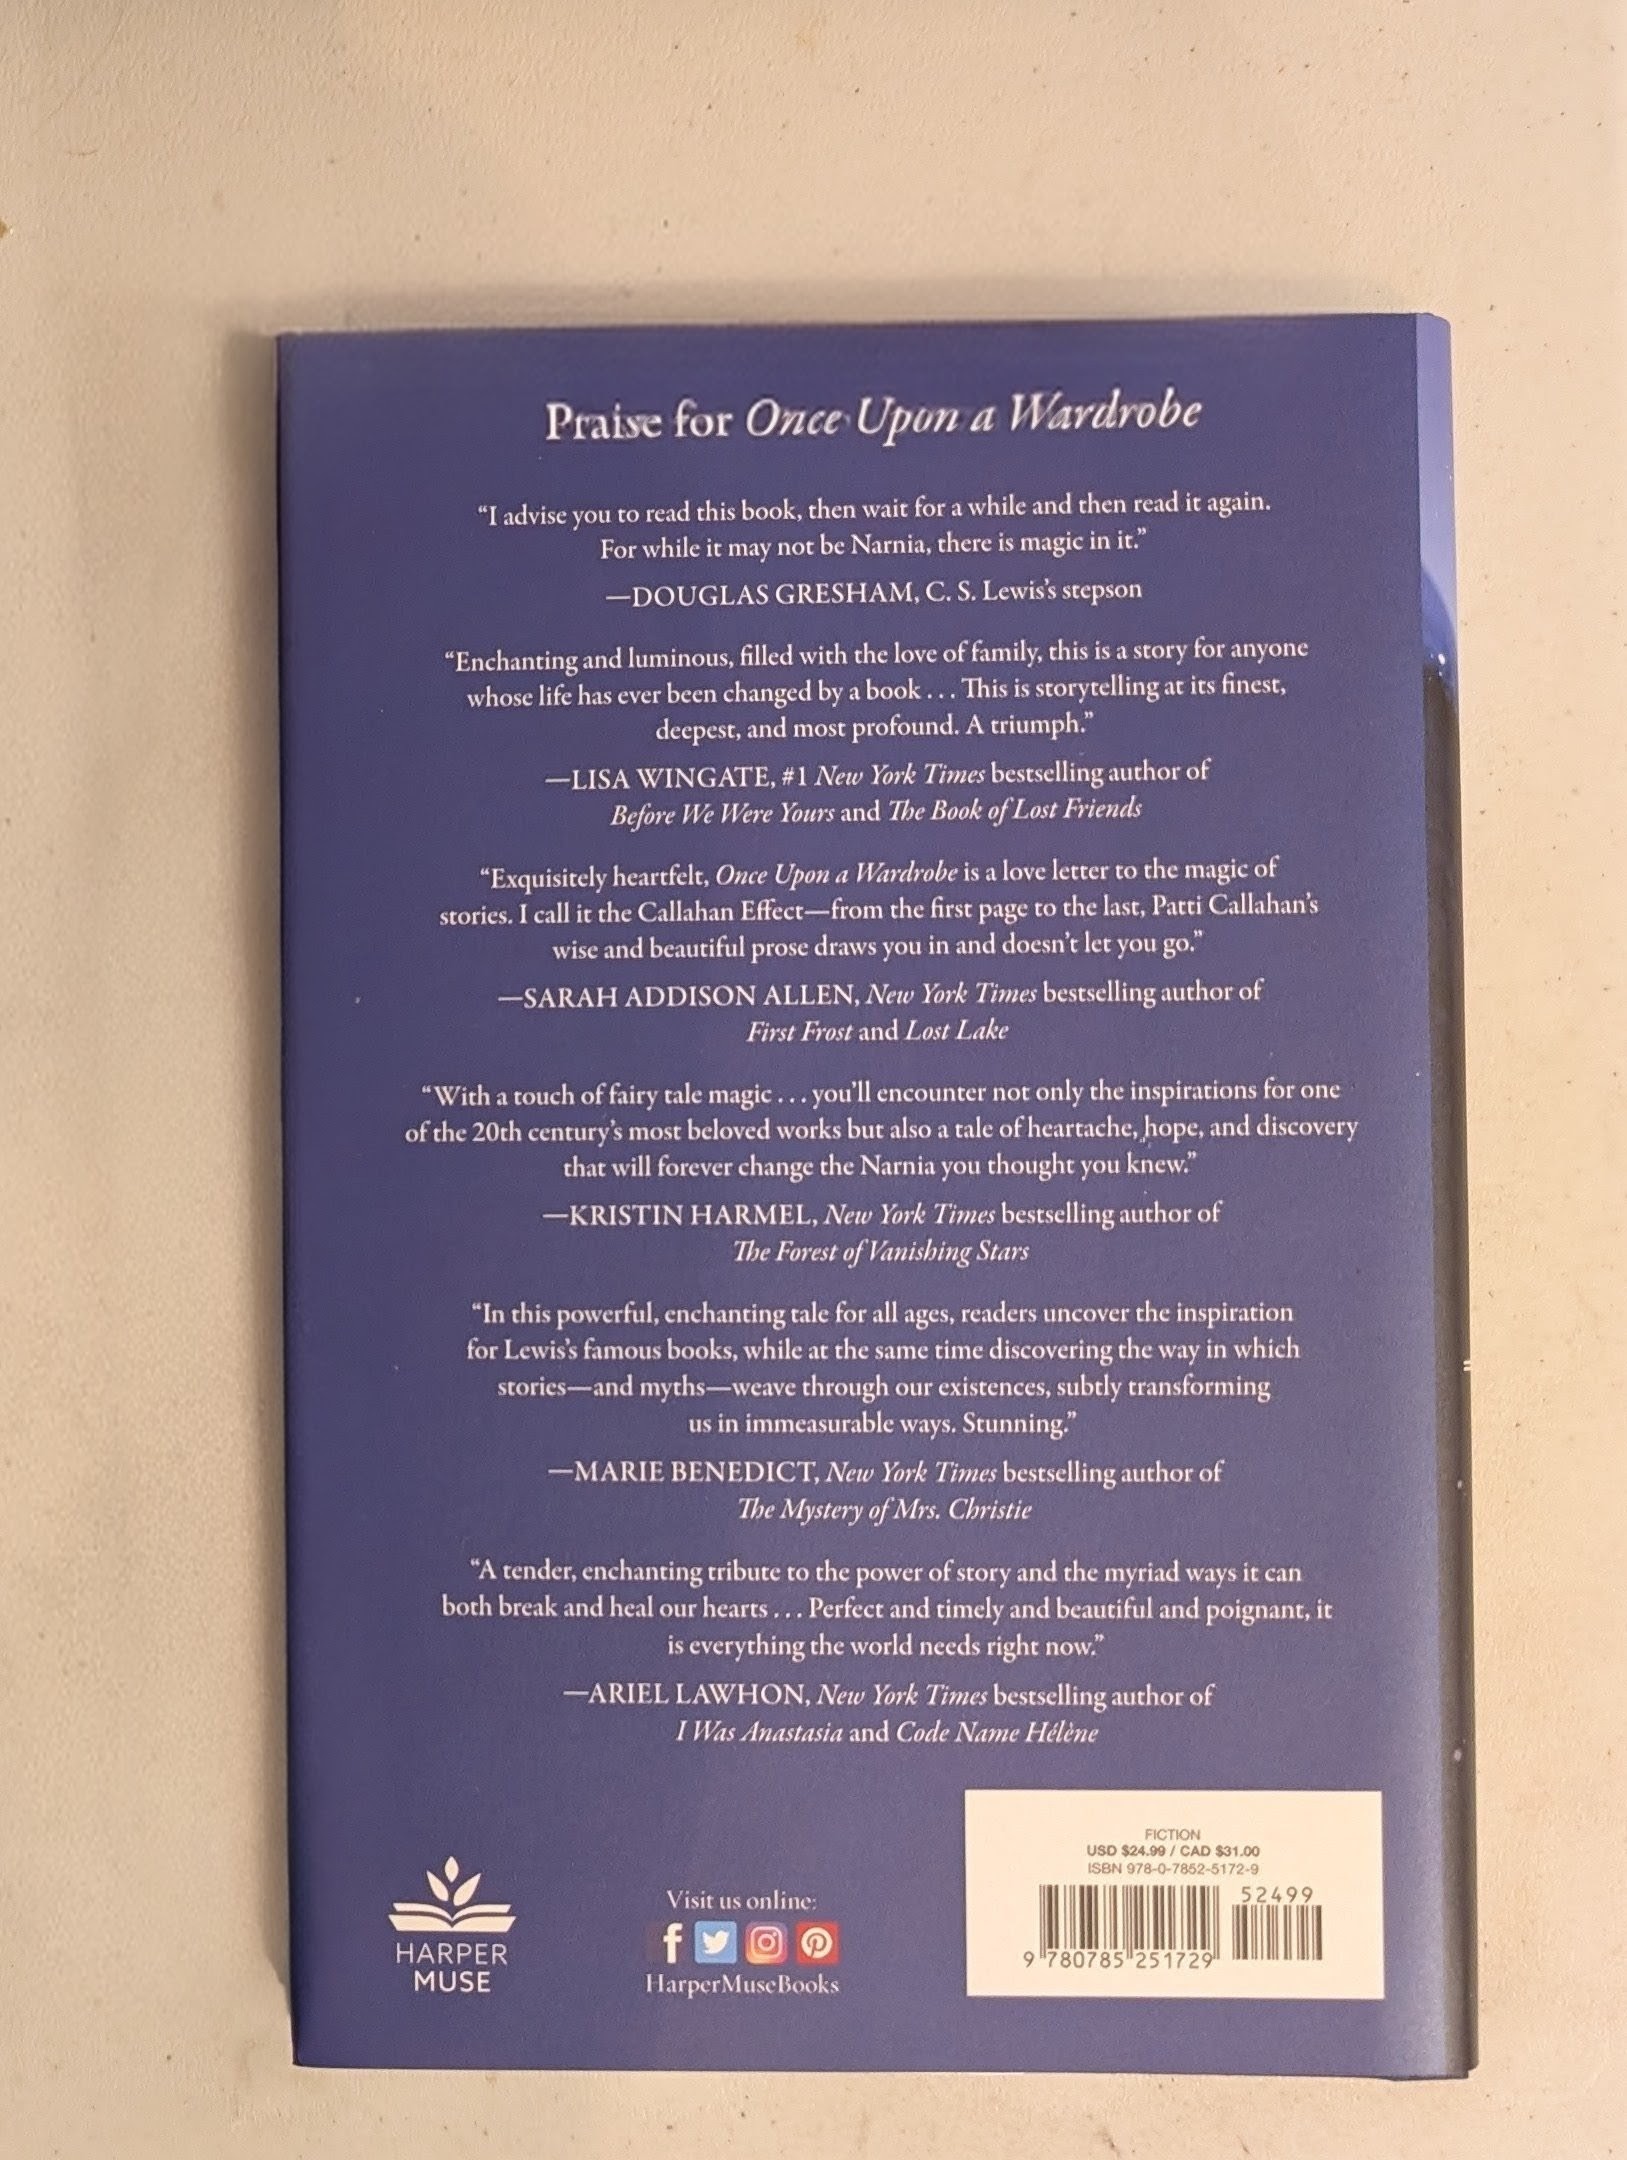 Praise for Once Upon a Wardrobe
“I advise you to read this book, then wait for a while and then read it again.
For while it may not be Narnia, there is magic in it.”
—DOUGLAS GRESHAM, C. S. Lewis’s stepson
“Enchanting and luminous, filled with the love of family, this is a story for anyone
whose life has ever been changed by a book . . . This is storytelling at its finest,
deepest, and most profound. A triumph.”
—LISA WINGATE, #1 New York Times bestselling author of
Before We Were Yours and The Book of Lost Friends
“Exquisitely heartfelt, Once Upon a Wardrobe is a love letter to the magic of
stories. I call it the Callahan Effect—from the first page to the last, Patti Callahan’s
wise and beautiful prose draws you in and doesn’t let you go.”
—SARAH ADDISON ALLEN, New York Times bestselling author of
First Frost and Lost Lake
“With a touch of fairy tale magic . . . you’ll encounter not only the inspirations for one
of the 20th century’s most beloved works but also a tale of heartache, hope, and discovery
that will forever change the Narnia you thought you knew.”
—KRISTIN HARMEL, New York Times bestselling author of
The Forest of Vanishing Stars
“In this powerful, enchanting tale for all ages, readers uncover the inspiration
for Lewis’s famous books, while at the same time discovering the way in which
stories—and myths—weave through our existences, subtly transforming
us in immeasurable ways. Stunning.”
—MARIE BENEDICT, New York Times bestselling author of
The Mystery of Mrs. Christie
“A tender, enchanting tribute to the power of story and the myriad ways it can
both break and heal our hearts . . . Perfect and timely and beautiful and poignant, it
is everything the world needs right now.”
—ARIEL LAWHON, New York Times bestselling author of
I Was Anastasia and Code Name Hélène
HARPER
MUSE
Visit us online:
HarperMuseBooks
FICTION
USD $24.99 / CAD $31.00
ISBN 978-0-7852-5172-9
52499
9 780785 251729